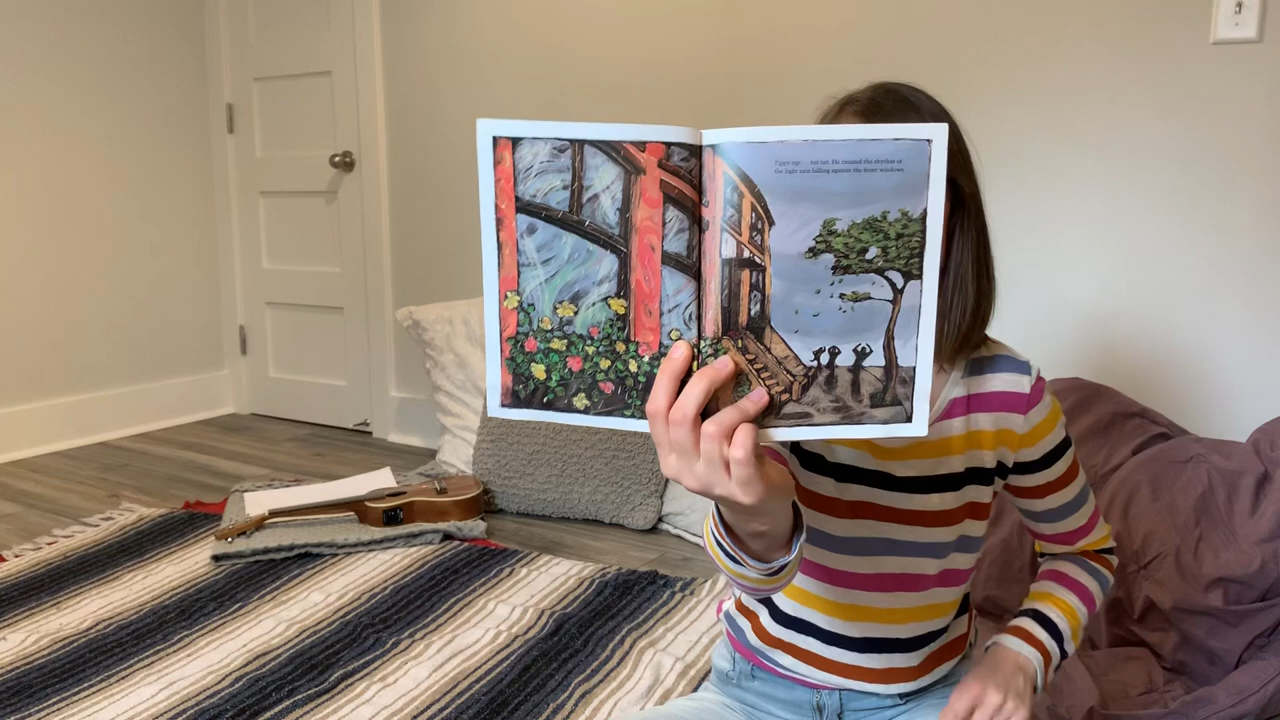 Tippy-tap . . . tat tat. He created the rhythm of
the light rain falling against the front windows.